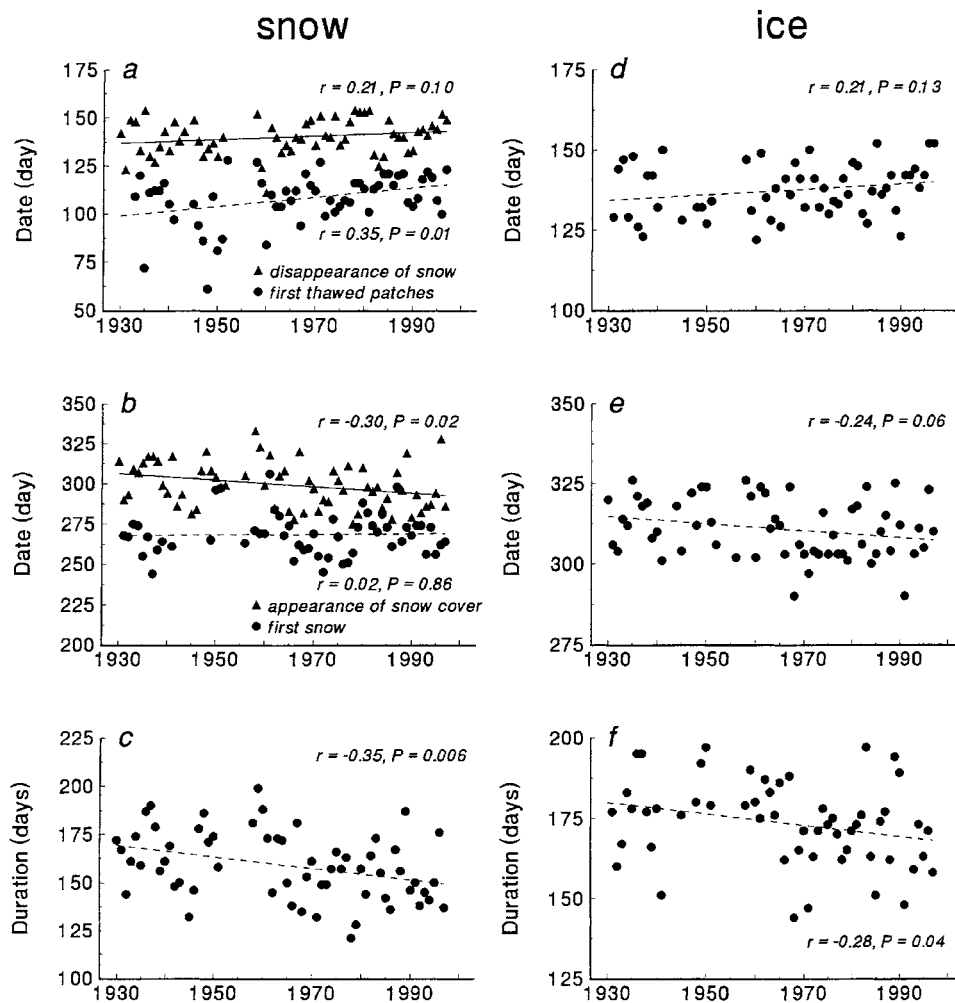 snow
ice
a
r = 0.21, P = 0.10
175
150
125
100
75
50
Date (day)
r = 0.35, P = 0.01
▲ disappearance of snow
● first thawed patches
1930 1950 1970 1990
d
r = 0.21, P = 0.13
175
150
125
100
Date (day)
1930 1950 1970 1990
b
r = -0.30, P = 0.02
350
325
300
275
250
225
200
Date (day)
r = 0.02, P = 0.86
▲ appearance of snow cover
● first snow
1930 1950 1970 1990
e
r = -0.24, P = 0.06
350
325
300
275
Date (day)
1930 1950 1970 1990
c
r = -0.35, P = 0.006
225
200
175
150
125
100
Duration (days)
1930 1950 1970 1990
f
200
175
150
125
Duration (days)
r = -0.28, P = 0.04
1930 1950 1970 1990